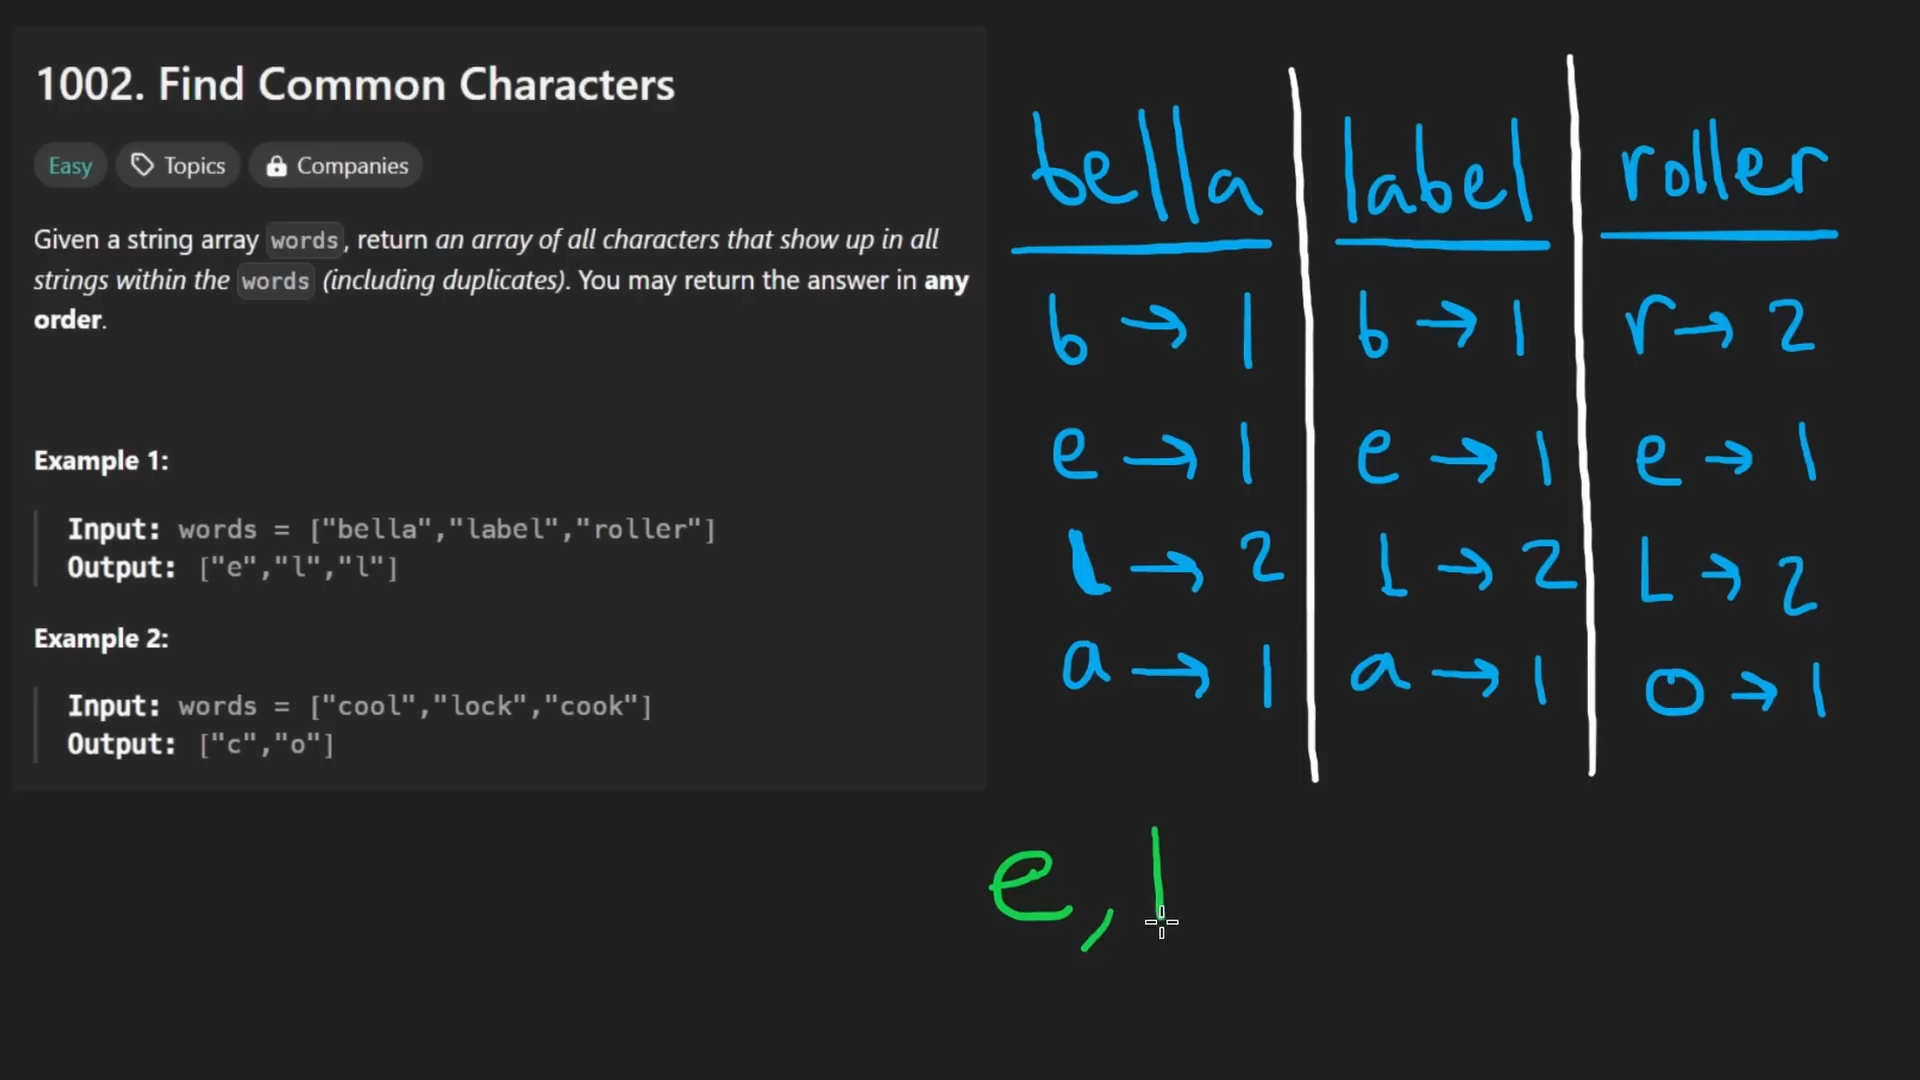 1002. Find Common Characters
Easy Topics Companies
Given a string array words, return an array of all characters that show up in all
strings within the words (including duplicates). You may return the answer in any
order.
Example 1:
Input: words = ["bella","label","roller"]
Output: ["e","l","l"]
Example 2:
Input: words = ["cool","lock","cook"]
Output: ["c","o"]
bella label roller
b → 1 b → 1 r → 2
e → 1 e → 1 e → 1
l → 2 l → 2 L → 2
a → 1 a → 1 o → 1
e, l